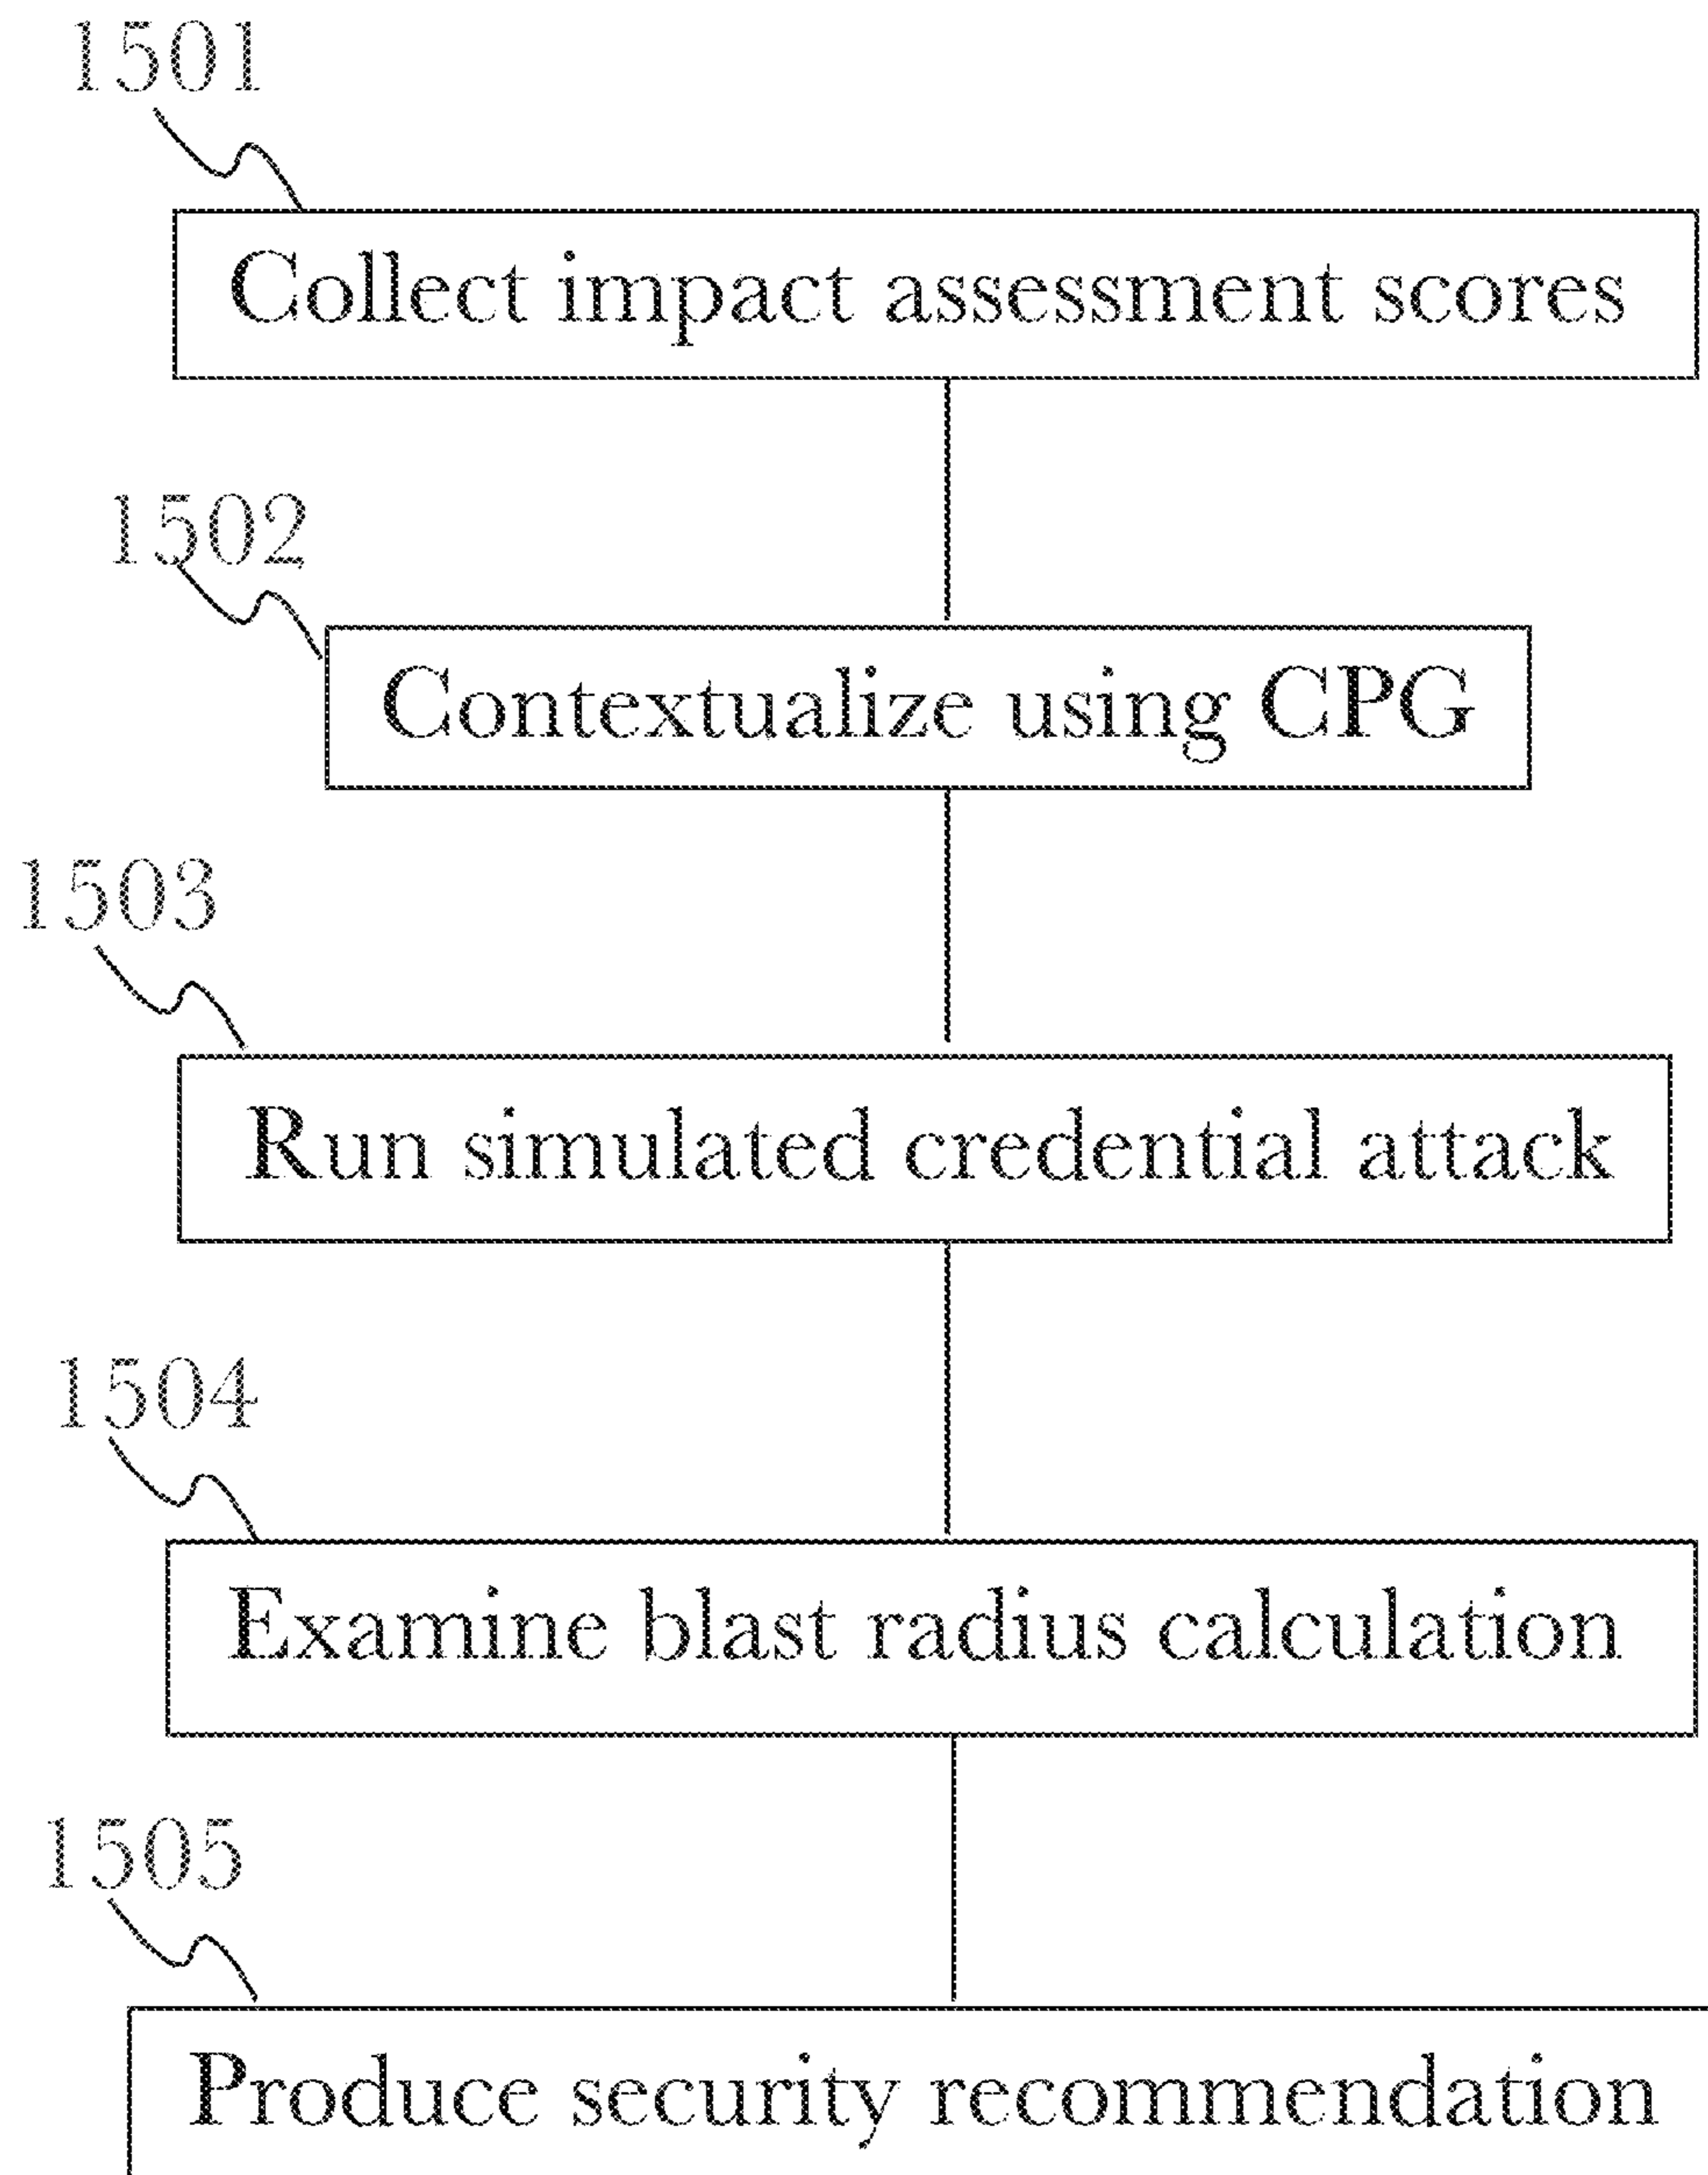 1501
Collect impact assessment scores
1502
Contextualize using CPG
1503
Run simulated credential attack
1504
Examine blast radius calculation
1505
Produce security recommendation